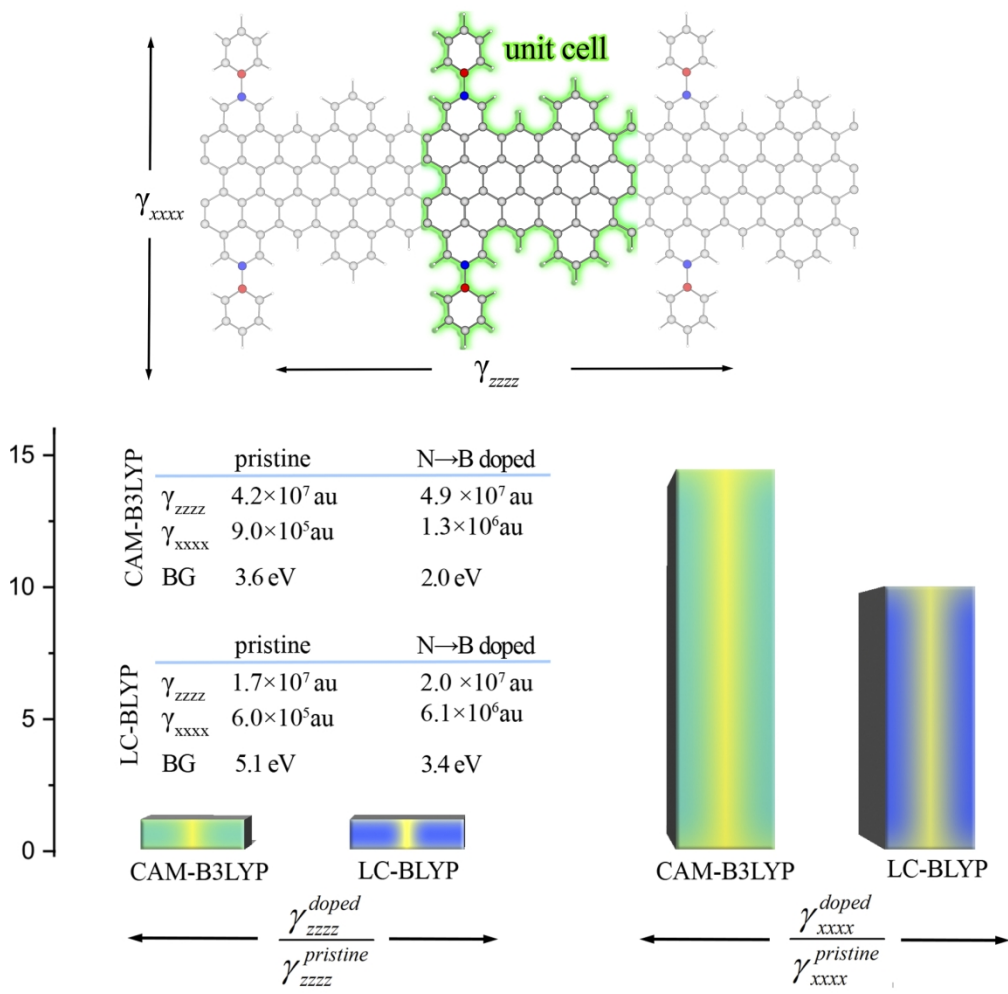 unit cell
γxxxx
γzzzz
15
10
5
0
CAM-B3LYP
pristine N→B doped
γzzzz 4.2×10⁷ au 4.9 ×10⁷ au
γxxxx 9.0×10⁵au 1.3×10⁶au
BG 3.6 eV 2.0 eV
LC-BLYP
pristine N→B doped
γzzzz 1.7×10⁷ au 2.0 ×10⁷ au
γxxxx 6.0×10⁵au 6.1×10⁶au
BG 5.1 eV 3.4 eV
CAM-B3LYP LC-BLYP CAM-B3LYP LC-BLYP
γzzzz^doped γxxxx^doped
γzzzz^pristine γxxxx^pristine